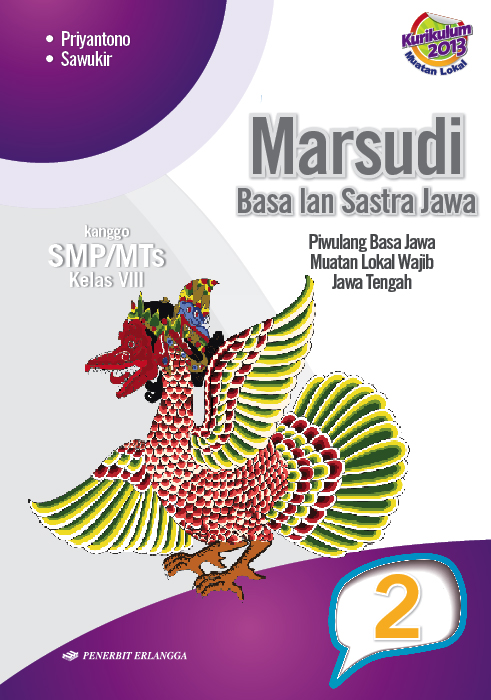 • Priyantono
• Sawukir
Kurikulum
2013
Muatan Lokal
Marsudi
Basa lan Sastra Jawa
kanggo
SMP/MTs
Kelas VIII
Piwulang Basa Jawa
Muatan Lokal Wajib
Jawa Tengah
2
PENERBIT ERLANGGA